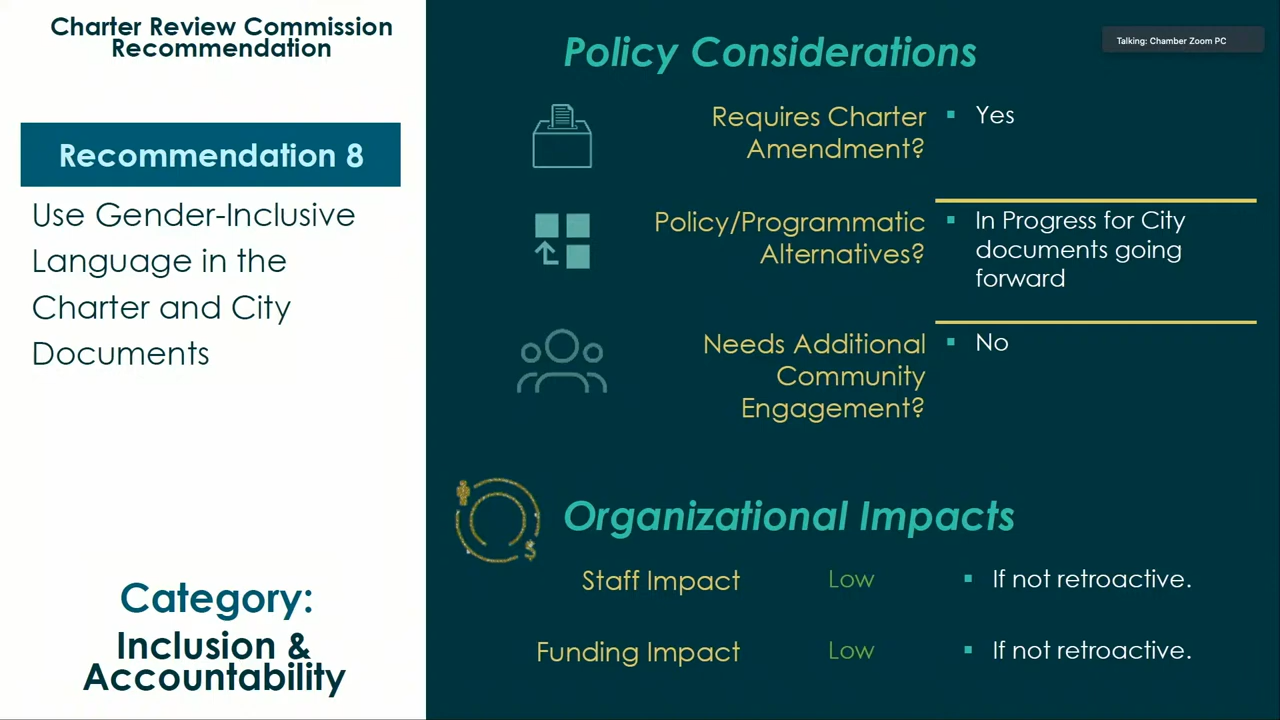 Charter Review Commission
Recommendation
Recommendation 8
Use Gender-Inclusive
Language in the
Charter and City
Documents
Category:
Inclusion &
Accountability
Policy Considerations
Talking: Chamber Zoom PC
Requires Charter
Amendment?
▪ Yes
Policy/Programmatic
Alternatives?
▪ In Progress for City
documents going
forward
Needs Additional
Community
Engagement?
▪ No
Organizational Impacts
Staff Impact Low ▪ If not retroactive.
Funding Impact Low ▪ If not retroactive.